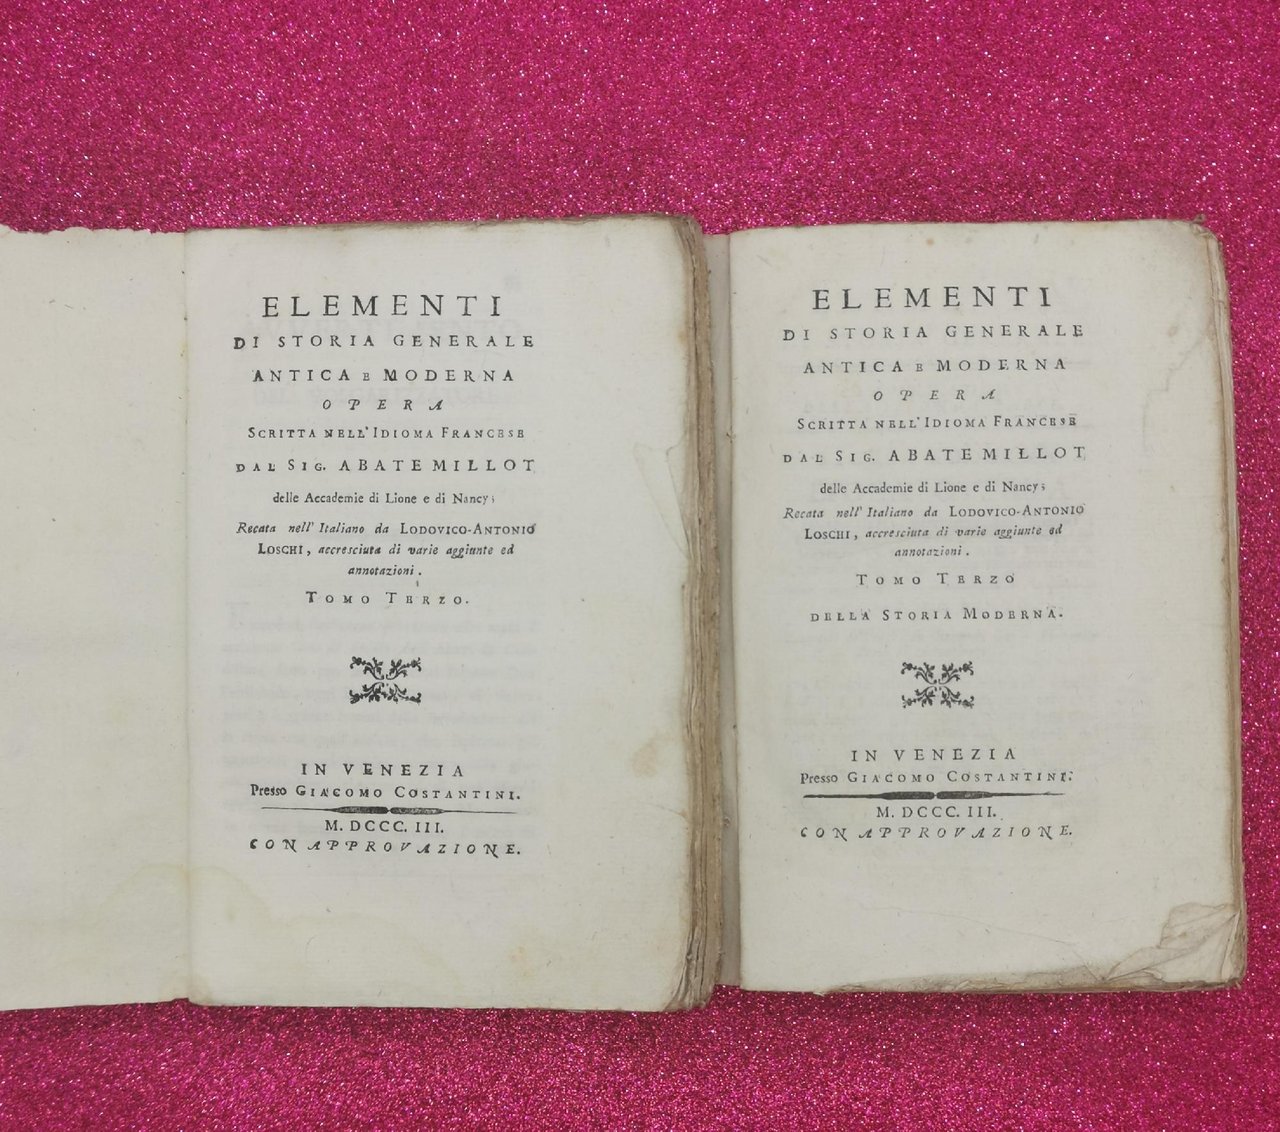 ELEMENTI
DI STORIA GENERALE
ANTICA E MODERNA
OPERA
SCRITTA NELL' IDIOMA FRANCESE
DAL SIG. ABATE MILLOT
delle Accademie di Lione e di Nancy;
Recata nell' Italiano da LODOVICO-ANTONIO
LOSCHI, accresciuta di varie aggiunte ed
annotazioni.
TOMO TERZO.
IN VENEZIA
Presso GIACOMO COSTANTINI.
M. DCCC. III.
CON APPROVAZIONE.
ELEMENTI
DI STORIA GENERALE
ANTICA E MODERNA
OPERA
SCRITTA NELL' IDIOMA FRANCESE
DAL SIG. ABATE MILLOT
delle Accademie di Lione e di Nancy;
Recata nell' Italiano da LODOVICO-ANTONIO
LOSCHI, accresciuta di varie aggiunte ed
annotazioni.
TOMO TERZO
DELLA STORIA MODERNA.
IN VENEZIA
Presso GIACOMO COSTANTINI.
M. DCCC. III.
CON APPROVAZIONE.